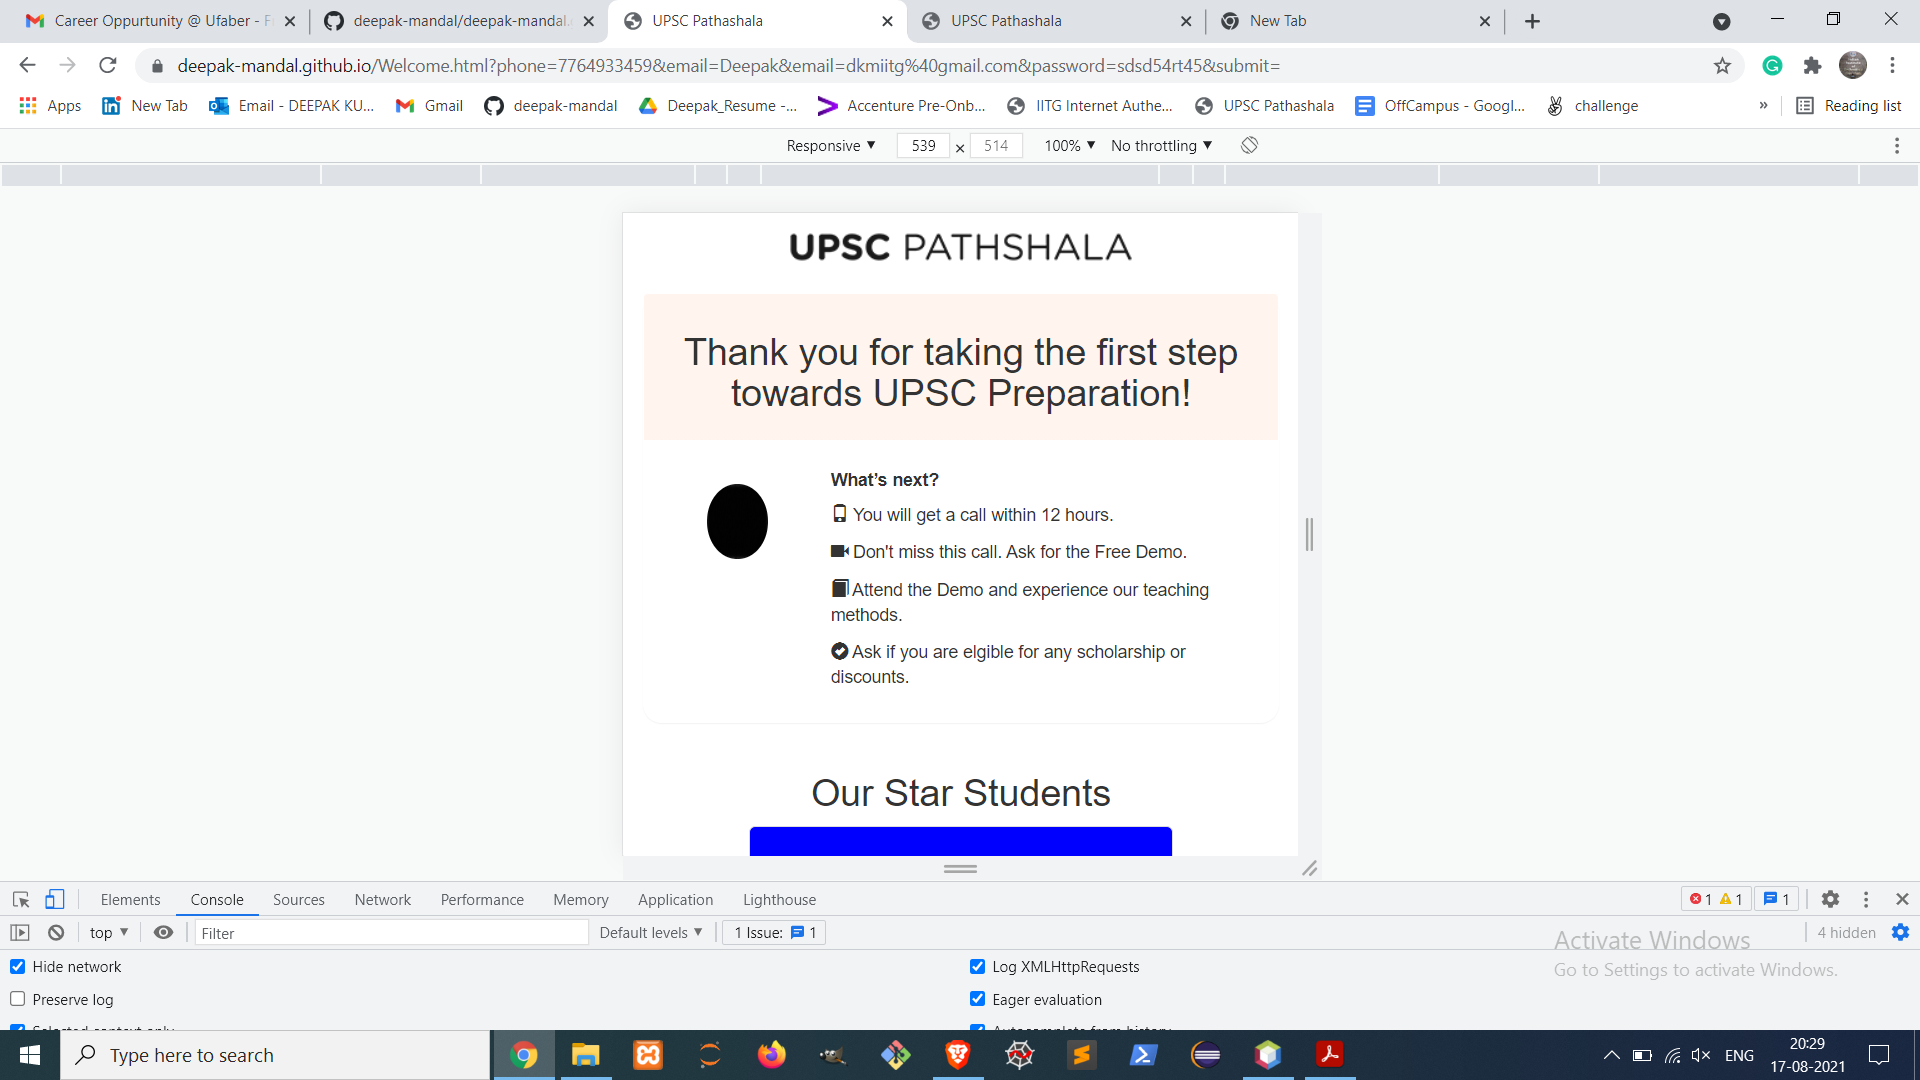 Career Oppurtunity @ Ufaber - F
deepak-mandal/deepak-mandal.
UPSC Pathashala
UPSC Pathashala
New Tab
deepak-mandal.github.io/Welcome.html?phone=7764933459&email=Deepak&email=dkmiitg%40gmail.com&password=sdsd54rt45&submit=
Apps New Tab Email - DEEPAK KU... Gmail deepak-mandal Deepak_Resume -... Accenture Pre-Onb... IITG Internet Authe... UPSC Pathashala OffCampus - Googl... challenge » Reading list
Responsive ▼ 539 × 514 100% ▼ No throttling ▼
UPSC PATHSHALA
Thank you for taking the first step
towards UPSC Preparation!
What's next?
You will get a call within 12 hours.
Don't miss this call. Ask for the Free Demo.
Attend the Demo and experience our teaching
methods.
Ask if you are elgible for any scholarship or
discounts.
Our Star Students
Elements Console Sources Network Performance Memory Application Lighthouse 1 1 1
top ▼ Filter Default levels ▼ 1 Issue: 1 4 hidden
Activate Windows
Go to Settings to activate Windows.
Hide network Log XMLHttpRequests
Preserve log Eager evaluation
Selected context only Autocomplete from history
Type here to search
ENG
20:29
17-08-2021